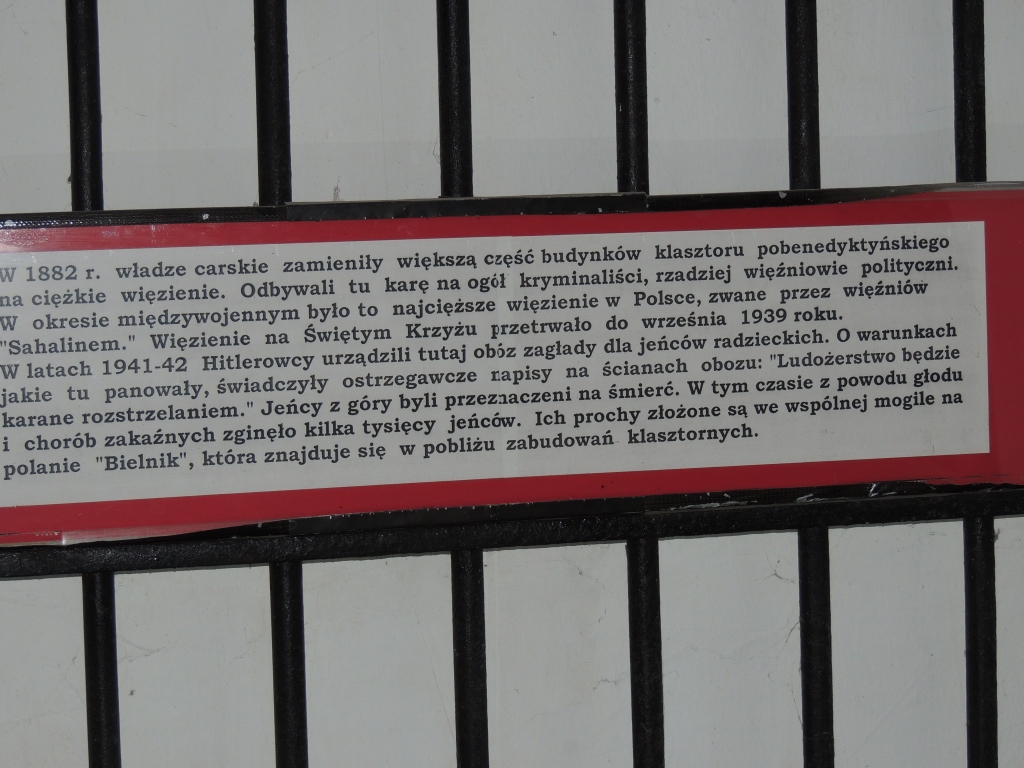 W 1882 r. władze carskie zamieniły większą część budynków klasztoru pobenedyktyńskiego
na ciężkie więzienie. Odbywali tu karę na ogół kryminaliści, rzadziej więźniowie polityczni.
W okresie międzywojennym było to najcięższe więzienie w Polsce, zwane przez więźniów
"Sahalinem." Więzienie na Świętym Krzyżu przetrwało do września 1939 roku.
W latach 1941-42 Hitlerowcy urządzili tutaj obóz zagłady dla jeńców radzieckich. O warunkach
jakie tu panowały, świadczyły ostrzegawcze napisy na ścianach obozu: "Ludożerstwo będzie
karane rozstrzelaniem." Jeńcy z góry byli przeznaczeni na śmierć. W tym czasie z powodu głodu
i chorób zakaźnych zginęło kilka tysięcy jeńców. Ich prochy złożone są we wspólnej mogile na
polanie "Bielnik", która znajduje się w pobliżu zabudowań klasztornych.